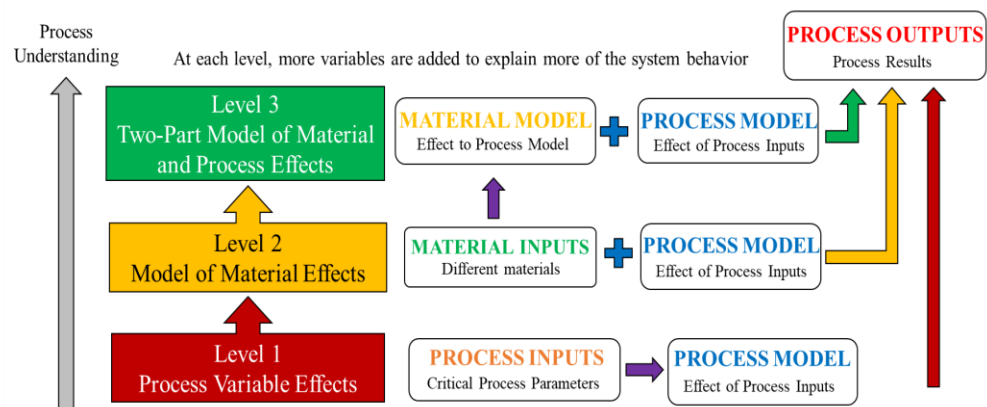 Process
Understanding
At each level, more variables are added to explain more of the system behavior
PROCESS OUTPUTS
Process Results
Level 3
Two-Part Model of Material
and Process Effects
MATERIAL MODEL
Effect to Process Model
PROCESS MODEL
Effect of Process Inputs
Level 2
Model of Material Effects
MATERIAL INPUTS
Different materials
PROCESS MODEL
Effect of Process Inputs
Level 1
Process Variable Effects
PROCESS INPUTS
Critical Process Parameters
PROCESS MODEL
Effect of Process Inputs